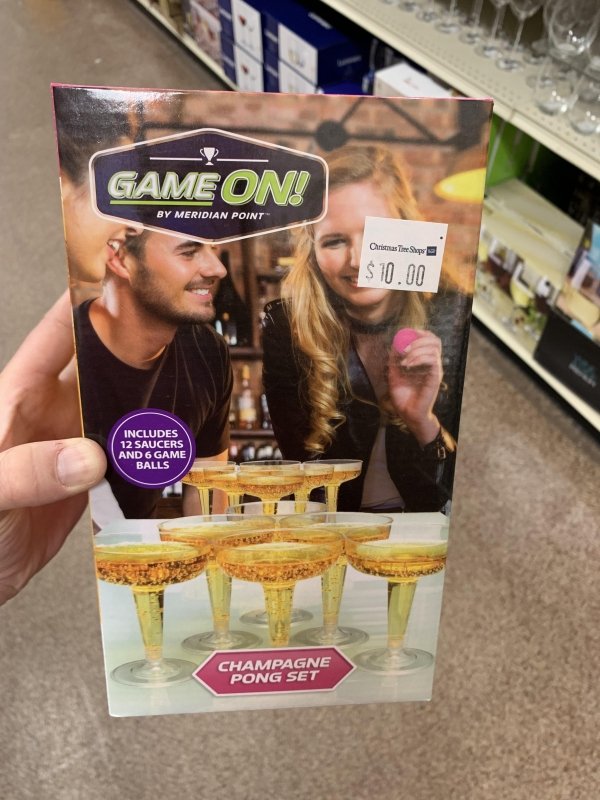 GAME ON!
BY MERIDIAN POINT™
Christmas Tree Shops
$10.00
INCLUDES
12 SAUCERS
AND 6 GAME
BALLS
CHAMPAGNE
PONG SET